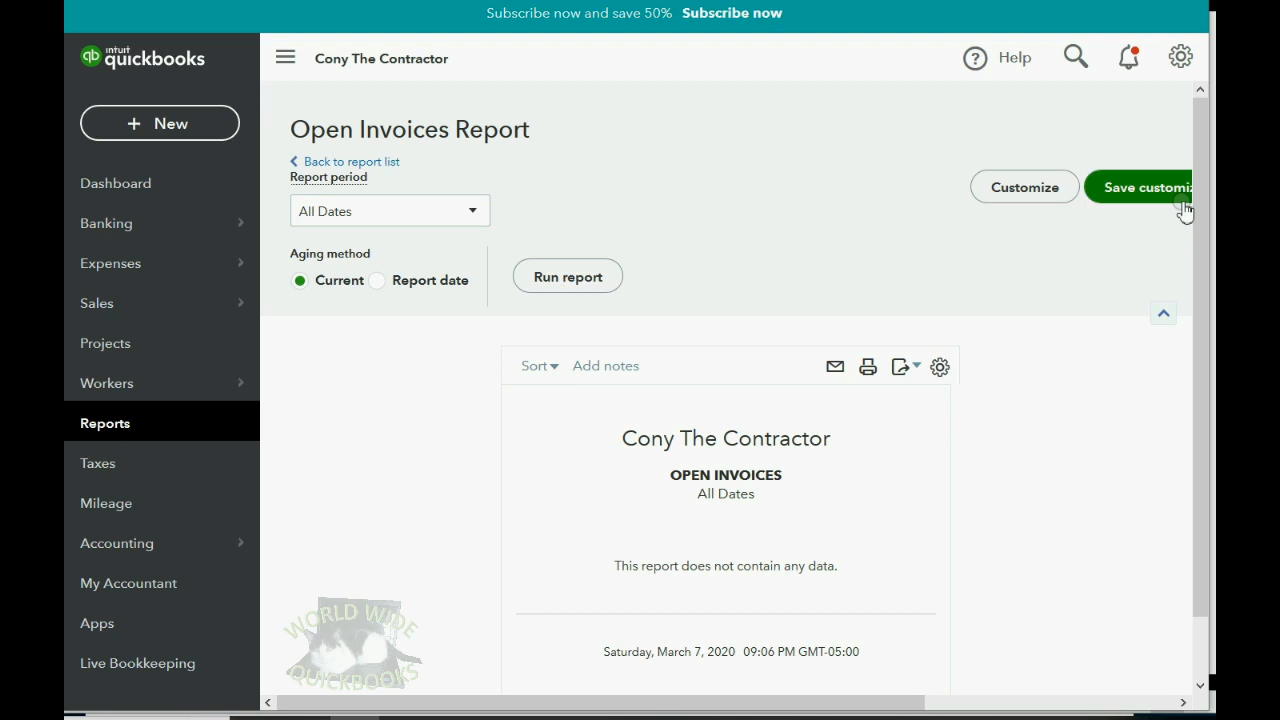 Subscribe now and save 50% Subscribe now
intuit
quickbooks
Cony The Contractor
Help
+ New
Open Invoices Report
Back to report list
Report period
Customize
Save customiz
All Dates
Aging method
Current
Report date
Run report
Dashboard
Banking
Expenses
Sales
Projects
Workers
Reports
Taxes
Mileage
Accounting
My Accountant
Apps
Live Bookkeeping
Sort Add notes
Cony The Contractor
OPEN INVOICES
All Dates
This report does not contain any data.
Saturday, March 7, 2020 09:06 PM GMT-05:00
WORLD WIDE
QUICKBOOKS